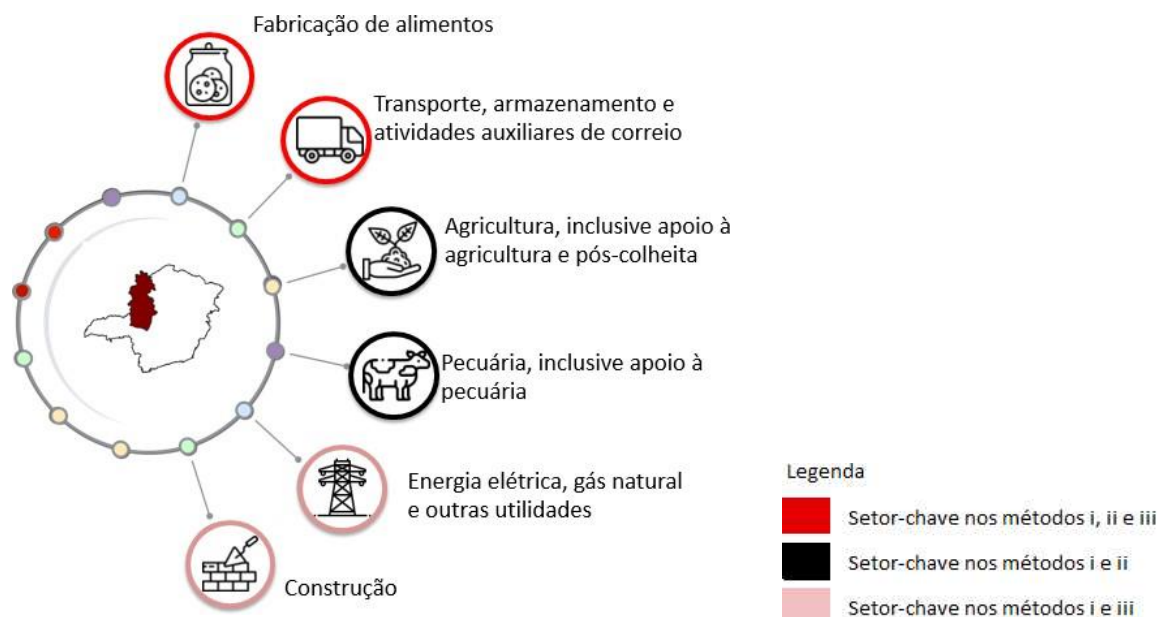 Fabricação de alimentos
Transporte, armazenamento e
atividades auxiliares de correio
Agricultura, inclusive apoio à
agricultura e pós-colheita
Pecuária, inclusive apoio à
pecuária
Energia elétrica, gás natural
e outras utilidades
Construção
Legenda
Setor-chave nos métodos i, ii e iii
Setor-chave nos métodos i e ii
Setor-chave nos métodos i e iii